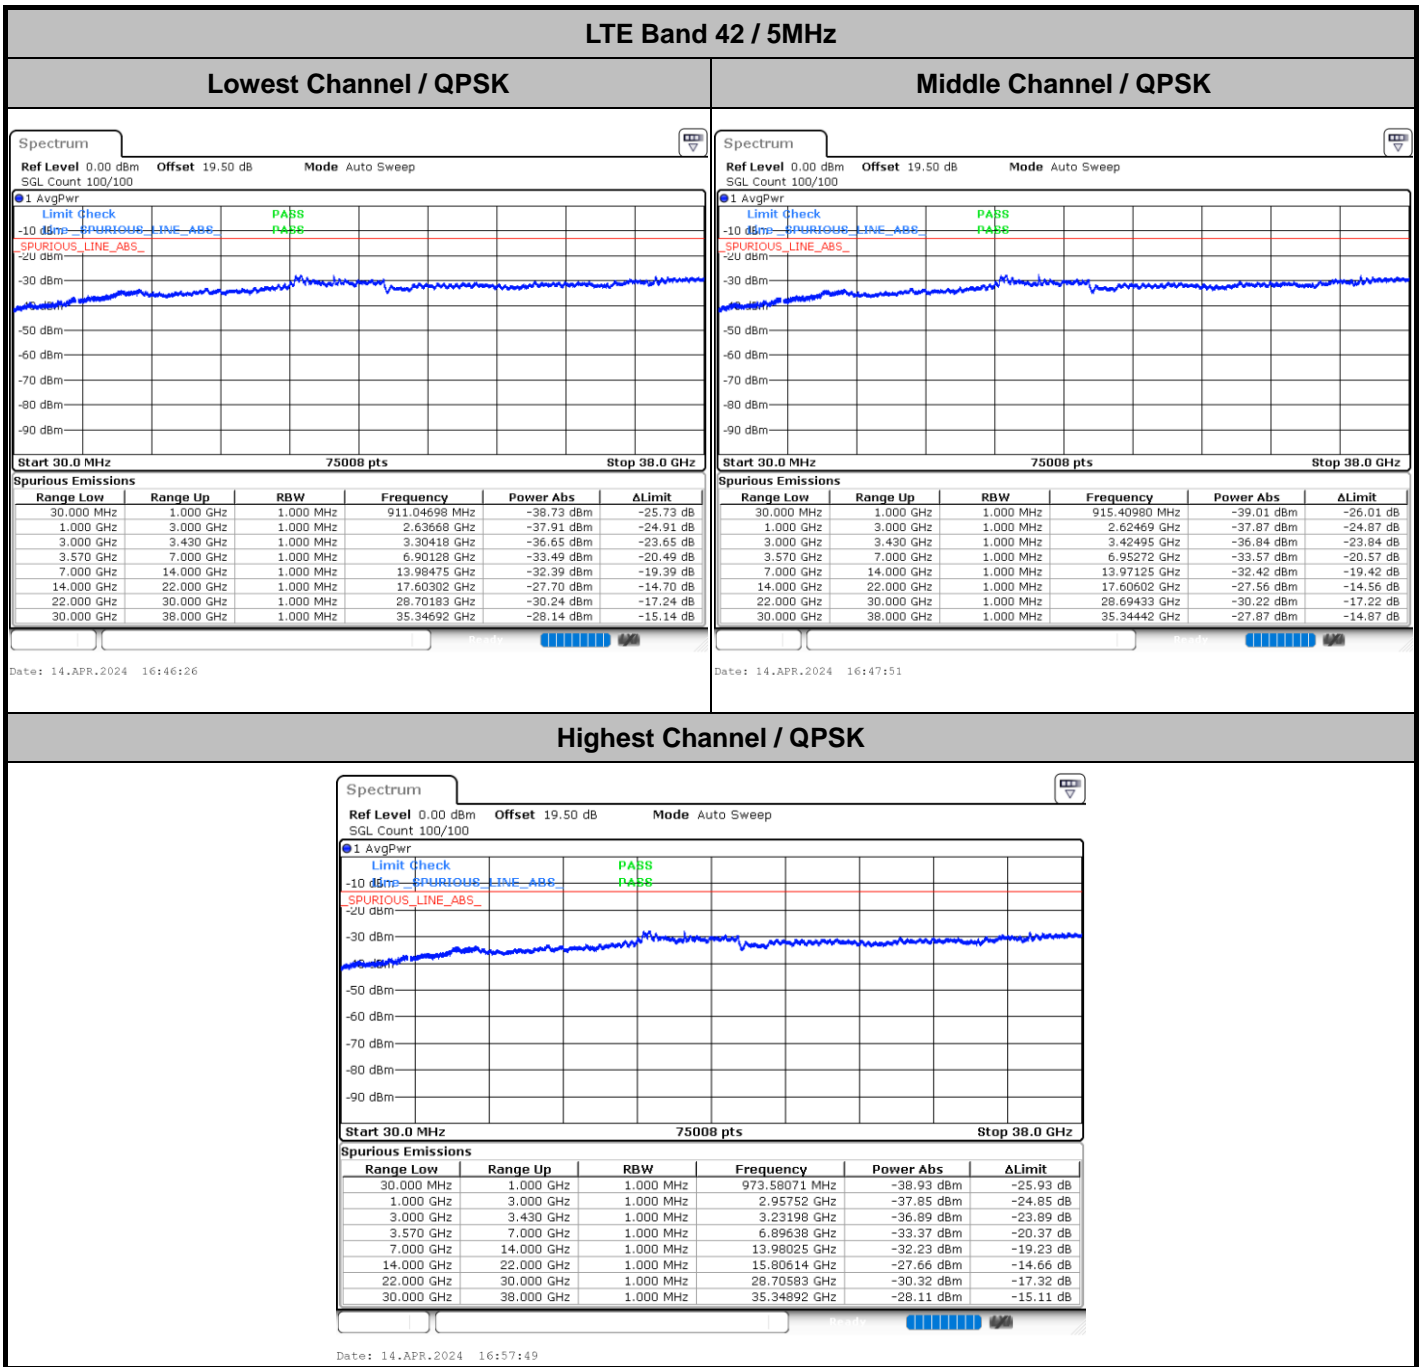 LTE Band 42 / 5MHz
Lowest Channel / QPSK
Middle Channel / QPSK
Spectrum
Ref Level 0.00 dBm Offset 19.50 dB Mode Auto Sweep
SGL Count 100/100
1 AvgPwr
Limit Check PASS
Line _SPURIOUS_LINE_ABS_ PASS
-10 dBm
_SPURIOUS_LINE_ABS_
-20 dBm
-30 dBm
-40 dBm
-50 dBm
-60 dBm
-70 dBm
-80 dBm
-90 dBm
Start 30.0 MHz 75008 pts Stop 38.0 GHz
Spurious Emissions
Range Low Range Up RBW Frequency Power Abs ΔLimit
30.000 MHz 1.000 GHz 1.000 MHz 911.04698 MHz -38.73 dBm -25.73 dB
1.000 GHz 3.000 GHz 1.000 MHz 2.63668 GHz -37.91 dBm -24.91 dB
3.000 GHz 3.430 GHz 1.000 MHz 3.30418 GHz -36.65 dBm -23.65 dB
3.570 GHz 7.000 GHz 1.000 MHz 6.90128 GHz -33.49 dBm -20.49 dB
7.000 GHz 14.000 GHz 1.000 MHz 13.98475 GHz -32.39 dBm -19.39 dB
14.000 GHz 22.000 GHz 1.000 MHz 17.60302 GHz -27.70 dBm -14.70 dB
22.000 GHz 30.000 GHz 1.000 MHz 28.70183 GHz -30.24 dBm -17.24 dB
30.000 GHz 38.000 GHz 1.000 MHz 35.34692 GHz -28.14 dBm -15.14 dB
Ready
Date: 14.APR.2024 16:46:26
Spectrum
Ref Level 0.00 dBm Offset 19.50 dB Mode Auto Sweep
SGL Count 100/100
1 AvgPwr
Limit Check PASS
Line _SPURIOUS_LINE_ABS_ PASS
-10 dBm
_SPURIOUS_LINE_ABS_
-20 dBm
-30 dBm
-40 dBm
-50 dBm
-60 dBm
-70 dBm
-80 dBm
-90 dBm
Start 30.0 MHz 75008 pts Stop 38.0 GHz
Spurious Emissions
Range Low Range Up RBW Frequency Power Abs ΔLimit
30.000 MHz 1.000 GHz 1.000 MHz 915.40980 MHz -39.01 dBm -26.01 dB
1.000 GHz 3.000 GHz 1.000 MHz 2.62469 GHz -37.87 dBm -24.87 dB
3.000 GHz 3.430 GHz 1.000 MHz 3.42495 GHz -36.84 dBm -23.84 dB
3.570 GHz 7.000 GHz 1.000 MHz 6.95272 GHz -33.57 dBm -20.57 dB
7.000 GHz 14.000 GHz 1.000 MHz 13.97125 GHz -32.42 dBm -19.42 dB
14.000 GHz 22.000 GHz 1.000 MHz 17.60602 GHz -27.56 dBm -14.56 dB
22.000 GHz 30.000 GHz 1.000 MHz 28.69433 GHz -30.22 dBm -17.22 dB
30.000 GHz 38.000 GHz 1.000 MHz 35.34442 GHz -27.87 dBm -14.87 dB
Ready
Date: 14.APR.2024 16:47:51
Highest Channel / QPSK
Spectrum
Ref Level 0.00 dBm Offset 19.50 dB Mode Auto Sweep
SGL Count 100/100
1 AvgPwr
Limit Check PASS
Line _SPURIOUS_LINE_ABS_ PASS
-10 dBm
_SPURIOUS_LINE_ABS_
-20 dBm
-30 dBm
-40 dBm
-50 dBm
-60 dBm
-70 dBm
-80 dBm
-90 dBm
Start 30.0 MHz 75008 pts Stop 38.0 GHz
Spurious Emissions
Range Low Range Up RBW Frequency Power Abs ΔLimit
30.000 MHz 1.000 GHz 1.000 MHz 973.58071 MHz -38.93 dBm -25.93 dB
1.000 GHz 3.000 GHz 1.000 MHz 2.95752 GHz -37.85 dBm -24.85 dB
3.000 GHz 3.430 GHz 1.000 MHz 3.23198 GHz -36.89 dBm -23.89 dB
3.570 GHz 7.000 GHz 1.000 MHz 6.89638 GHz -33.37 dBm -20.37 dB
7.000 GHz 14.000 GHz 1.000 MHz 13.98025 GHz -32.23 dBm -19.23 dB
14.000 GHz 22.000 GHz 1.000 MHz 15.80614 GHz -27.66 dBm -14.66 dB
22.000 GHz 30.000 GHz 1.000 MHz 28.70583 GHz -30.32 dBm -17.32 dB
30.000 GHz 38.000 GHz 1.000 MHz 35.34892 GHz -28.11 dBm -15.11 dB
Ready
Date: 14.APR.2024 16:57:49